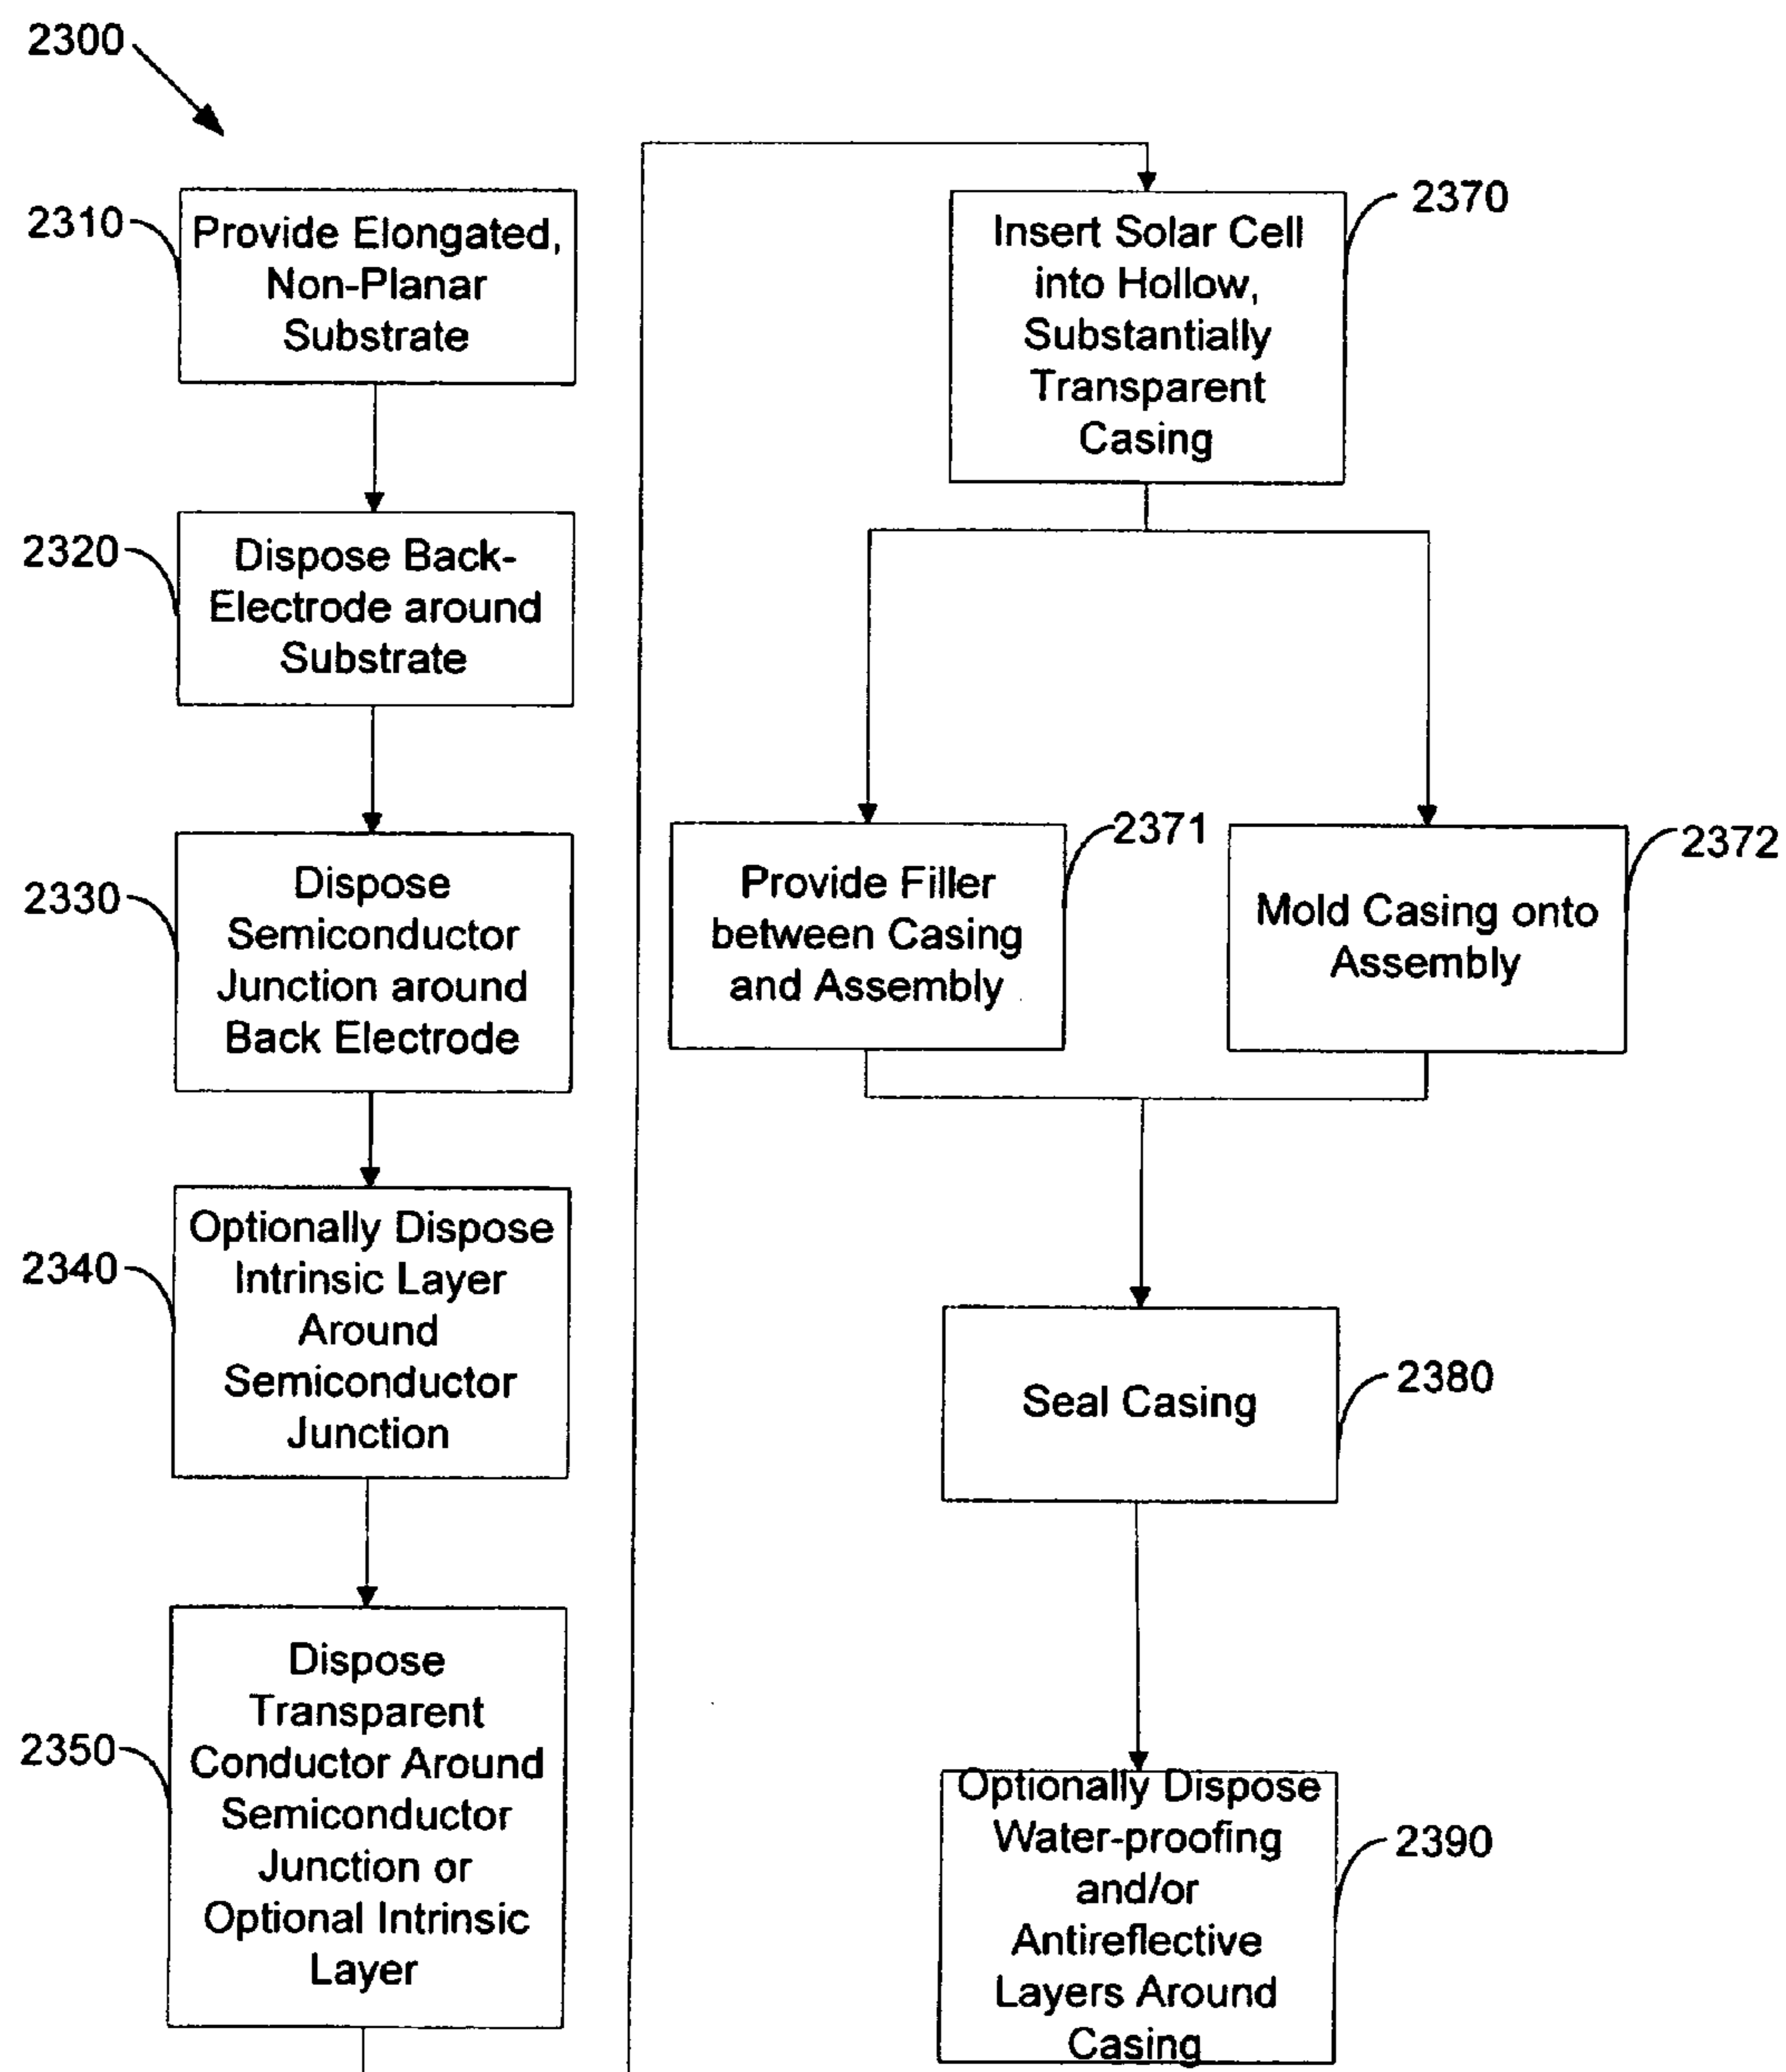 2300
2310
Provide Elongated,
Non-Planar
Substrate
2320
Dispose Back-
Electrode around
Substrate
2330
Dispose
Semiconductor
Junction around
Back Electrode
2340
Optionally Dispose
Intrinsic Layer
Around
Semiconductor
Junction
2350
Dispose
Transparent
Conductor Around
Semiconductor
Junction or
Optional Intrinsic
Layer
2370
Insert Solar Cell
into Hollow,
Substantially
Transparent
Casing
2371
Provide Filler
between Casing
and Assembly
2372
Mold Casing onto
Assembly
2380
Seal Casing
2390
Optionally Dispose
Water-proofing
and/or
Antireflective
Layers Around
Casing